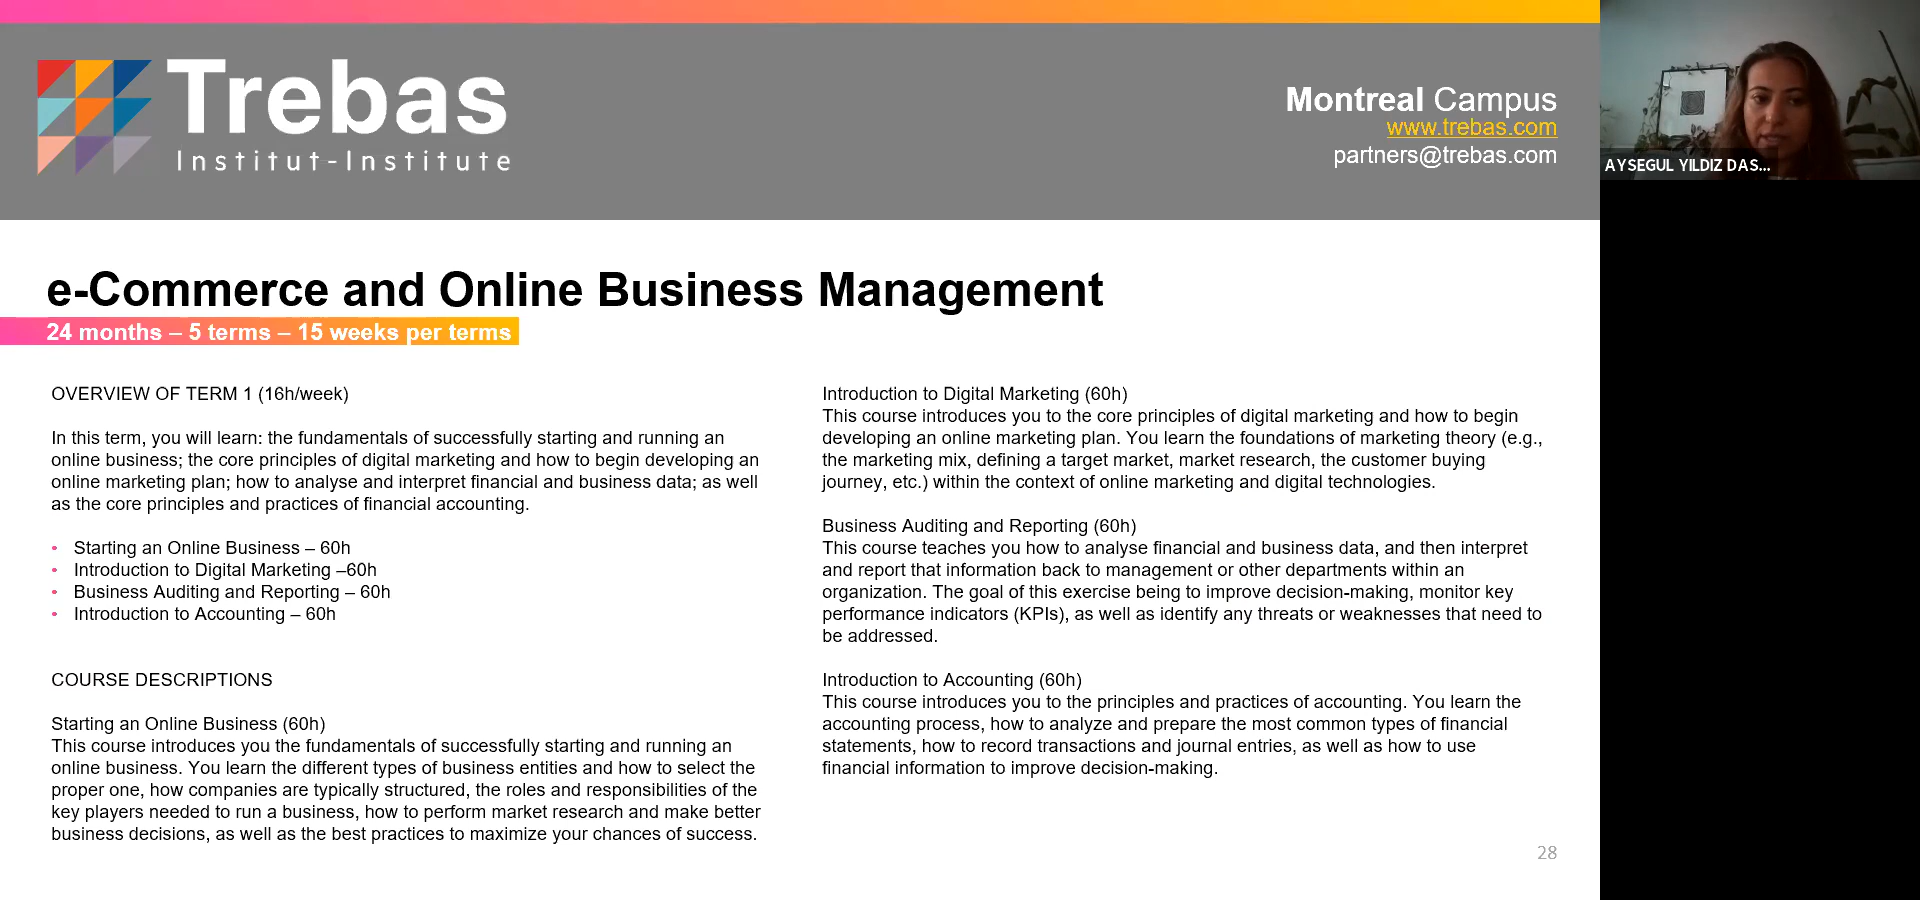 Trebas
Institut-Institute
Montreal Campus
www.trebas.com
partners@trebas.com
AYSEGUL YILDIZ DAS...
e-Commerce and Online Business Management
24 months – 5 terms – 15 weeks per terms
OVERVIEW OF TERM 1 (16h/week)
In this term, you will learn: the fundamentals of successfully starting and running an
online business; the core principles of digital marketing and how to begin developing an
online marketing plan; how to analyse and interpret financial and business data; as well
as the core principles and practices of financial accounting.
• Starting an Online Business – 60h
• Introduction to Digital Marketing –60h
• Business Auditing and Reporting – 60h
• Introduction to Accounting – 60h
COURSE DESCRIPTIONS
Starting an Online Business (60h)
This course introduces you the fundamentals of successfully starting and running an
online business. You learn the different types of business entities and how to select the
proper one, how companies are typically structured, the roles and responsibilities of the
key players needed to run a business, how to perform market research and make better
business decisions, as well as the best practices to maximize your chances of success.
Introduction to Digital Marketing (60h)
This course introduces you to the core principles of digital marketing and how to begin
developing an online marketing plan. You learn the foundations of marketing theory (e.g.,
the marketing mix, defining a target market, market research, the customer buying
journey, etc.) within the context of online marketing and digital technologies.
Business Auditing and Reporting (60h)
This course teaches you how to analyse financial and business data, and then interpret
and report that information back to management or other departments within an
organization. The goal of this exercise being to improve decision-making, monitor key
performance indicators (KPIs), as well as identify any threats or weaknesses that need to
be addressed.
Introduction to Accounting (60h)
This course introduces you to the principles and practices of accounting. You learn the
accounting process, how to analyze and prepare the most common types of financial
statements, how to record transactions and journal entries, as well as how to use
financial information to improve decision-making.
28